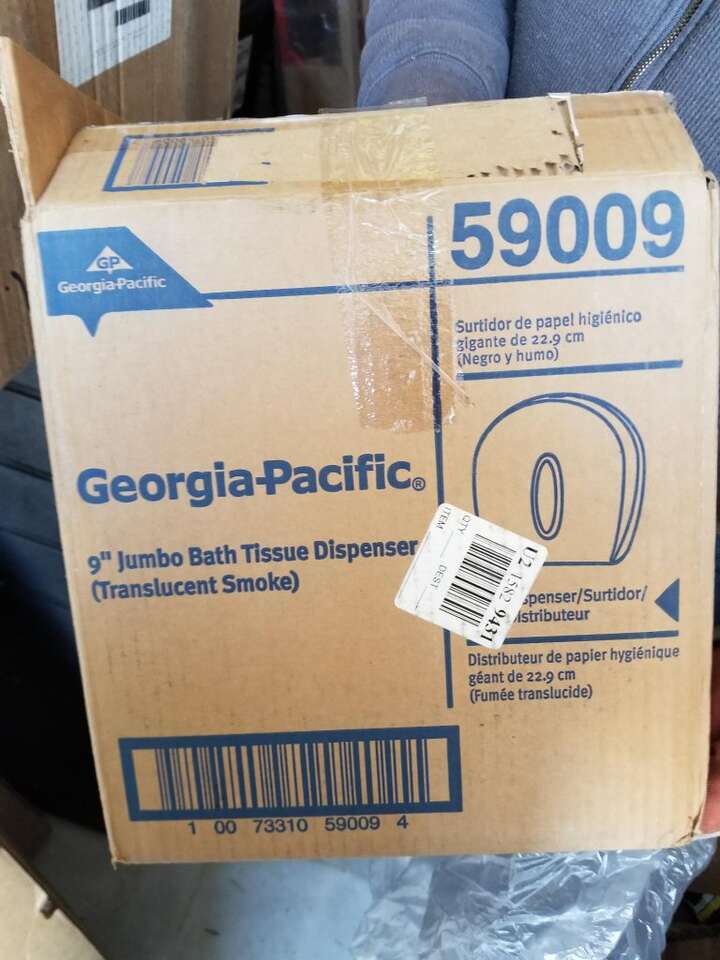 GP
Georgia-Pacific
59009
Surtidor de papel higiénico
gigante de 22.9 cm
(Negro y humo)
Georgia-Pacific®
9" Jumbo Bath Tissue Dispenser
(Translucent Smoke)
QTY
ITEM
DEST
U2 1582 9431
spenser/Surtidor/
istributeur
Distributeur de papier hygiénique
géant de 22.9 cm
(Fumée translucide)
1 00 73310 59009 4